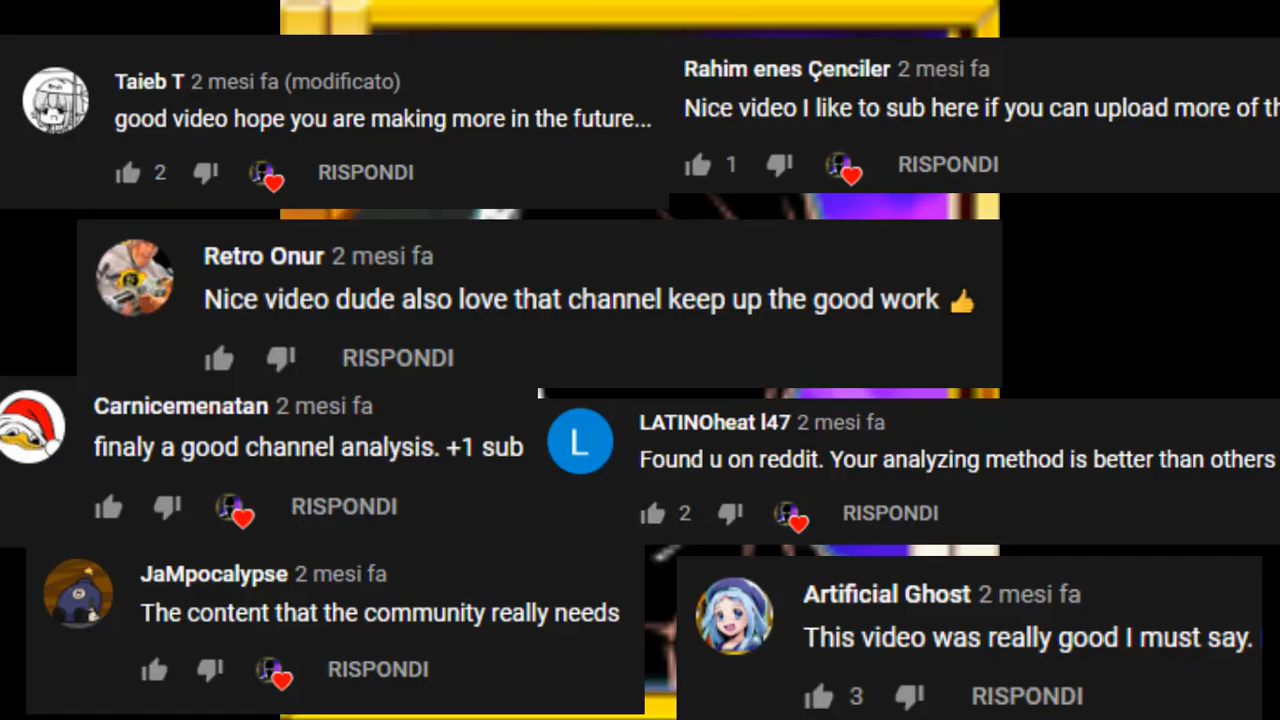 Taieb T 2 mesi fa (modificato)
good video hope you are making more in the future...
2 RISPONDI
Rahim enes Çenciler 2 mesi fa
Nice video I like to sub here if you can upload more of
1 RISPONDI
Retro Onur 2 mesi fa
Nice video dude also love that channel keep up the good work 👍
RISPONDI
Carnicemenatan 2 mesi fa
finaly a good channel analysis. +1 sub
RISPONDI
L
LATINOheat l47 2 mesi fa
Found u on reddit. Your analyzing method is better than others
2 RISPONDI
JaMpocalypse 2 mesi fa
The content that the community really needs
RISPONDI
Artificial Ghost 2 mesi fa
This video was really good I must say.
3 RISPONDI